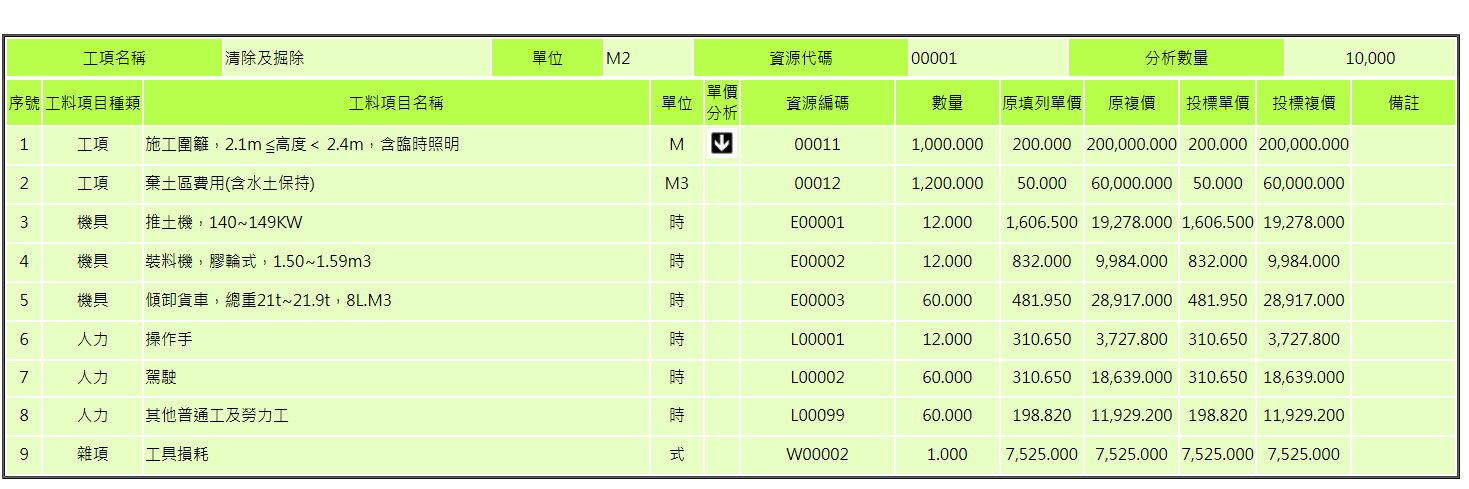 工項名稱 清除及掘除 單位 M2 資源代碼 00001 分析數量 10,000
序號 工料項目種類 工料項目名稱 單位 單價分析 資源編碼 數量 原填列單價 原複價 投標單價 投標複價 備註
1 工項 施工圍籬，2.1m≦高度＜ 2.4m，含臨時照明 M 00011 1,000.000 200.000 200,000.000 200.000 200,000.000
2 工項 棄土區費用(含水土保持) M3 00012 1,200.000 50.000 60,000.000 50.000 60,000.000
3 機具 推土機，140~149KW 時 E00001 12.000 1,606.500 19,278.000 1,606.500 19,278.000
4 機具 裝料機，膠輪式，1.50~1.59m3 時 E00002 12.000 832.000 9,984.000 832.000 9,984.000
5 機具 傾卸貨車，總重21t~21.9t，8L.M3 時 E00003 60.000 481.950 28,917.000 481.950 28,917.000
6 人力 操作手 時 L00001 12.000 310.650 3,727.800 310.650 3,727.800
7 人力 駕駛 時 L00002 60.000 310.650 18,639.000 310.650 18,639.000
8 人力 其他普通工及勞力工 時 L00099 60.000 198.820 11,929.200 198.820 11,929.200
9 雜項 工具損耗 式 W00002 1.000 7,525.000 7,525.000 7,525.000 7,525.000